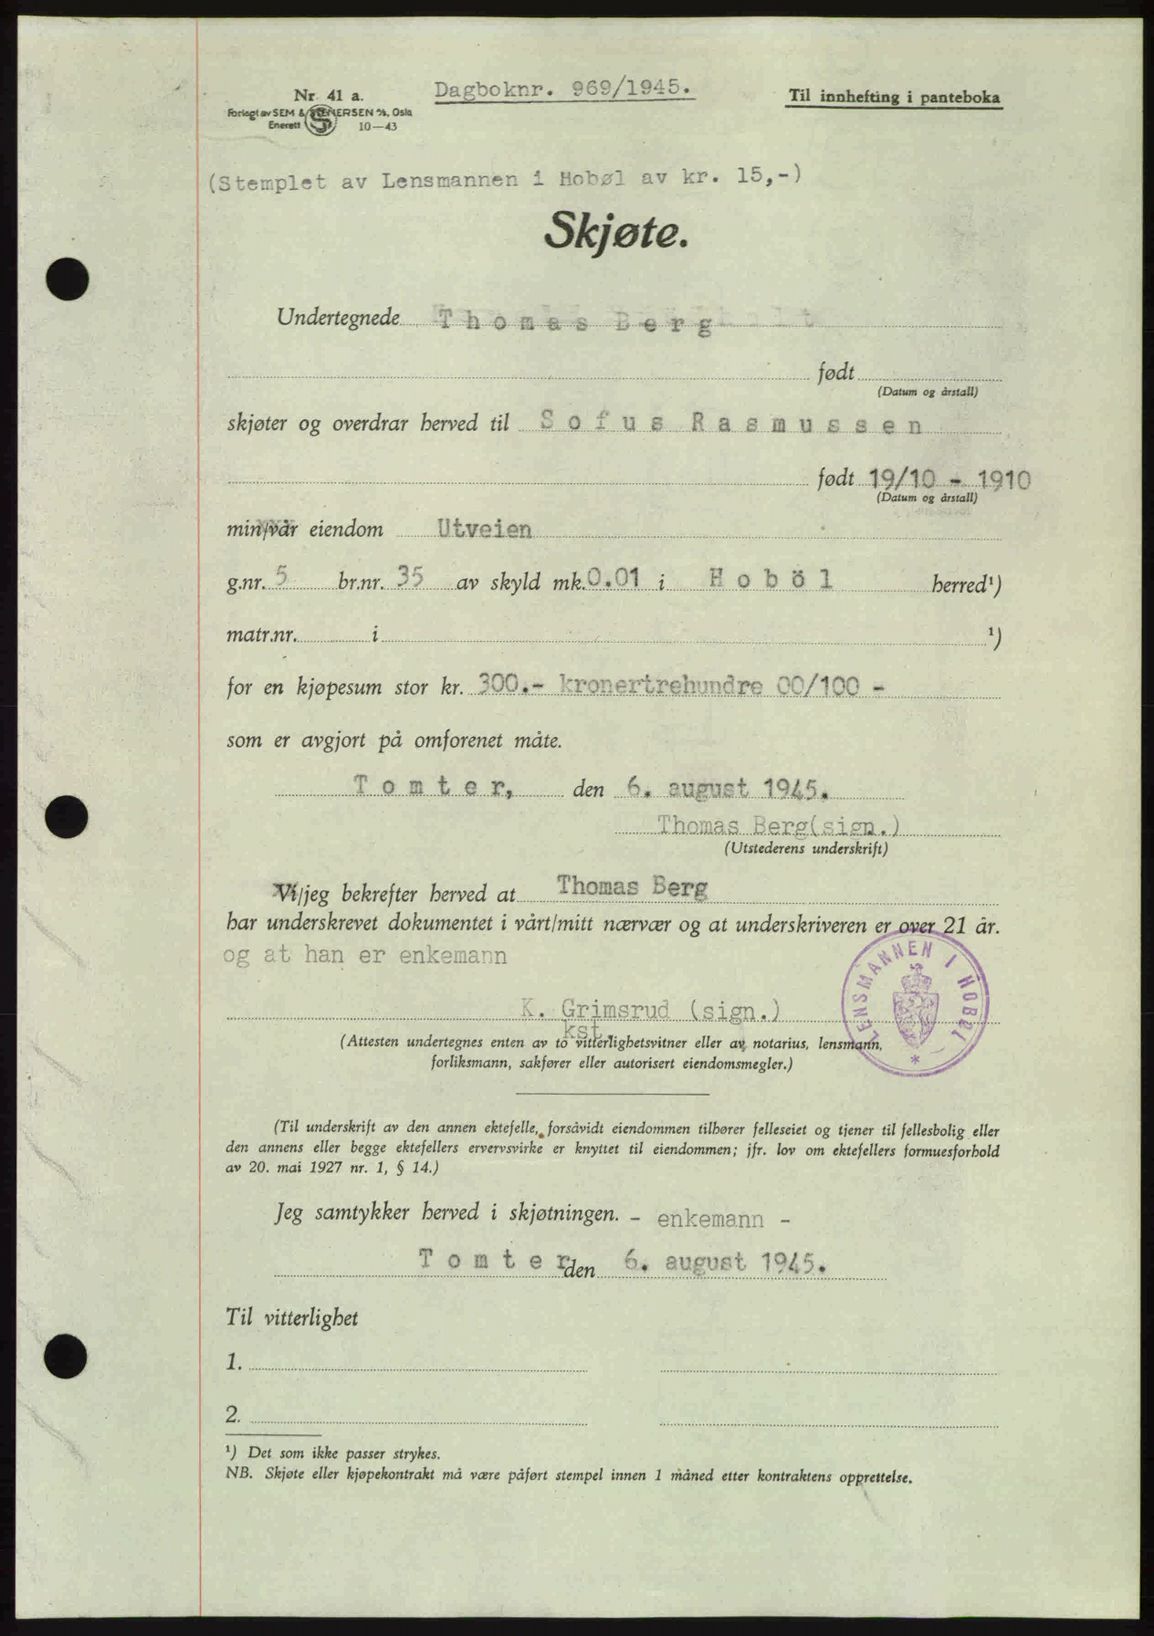 Nr. 41 a.
Dagboknr. 969/1945.
Til innhefting i panteboka
Forlagt av SEM & STENERSEN A/S, Oslo
Enerett 10—43
(Stemplet av Lensmannen i Hobøl av kr. 15,-)
Skjøte.
Undertegnede Thomas Berg
født
(Datum og årstall)
skjøter og overdrar herved til Sofus Rasmussen
født 19/10 - 1910
(Datum og årstall)
min/vår eiendom Utveien
g.nr. 5 br.nr. 35 av skyld mk. 0.01 i Hoböl herred¹)
matr.nr. i ¹)
for en kjøpesum stor kr. 300.- kronertrehundre 00/100 -
som er avgjort på omforenet måte.
Tomter, den 6. august 1945.
Thomas Berg(sign.)
(Utstederens underskrift)
Vi/jeg bekrefter herved at Thomas Berg
har underskrevet dokumentet i vårt/mitt nærvær og at underskriveren er over 21 år.
og at han er enkemann
K. Grimsrud (sign.)
kst.
LENSMANNEN I HOBØL *
(Attesten undertegnes enten av to vitterlighetsvitner eller av notarius, lensmann,
forliksmann, sakfører eller autorisert eiendomsmegler.)
(Til underskrift av den annen ektefelle, forsåvidt eiendommen tilhører felleseiet og tjener til fellesbolig eller
den annens eller begge ektefellers ervervsvirke er knyttet til eiendommen; jfr. lov om ektefellers formuesforhold
av 20. mai 1927 nr. 1, § 14.)
Jeg samtykker herved i skjøtningen. - enkemann -
Tomter den 6. august 1945.
Til vitterlighet
1.
2.
¹) Det som ikke passer strykes.
NB. Skjøte eller kjøpekontrakt må være påført stempel innen 1 måned etter kontraktens opprettelse.